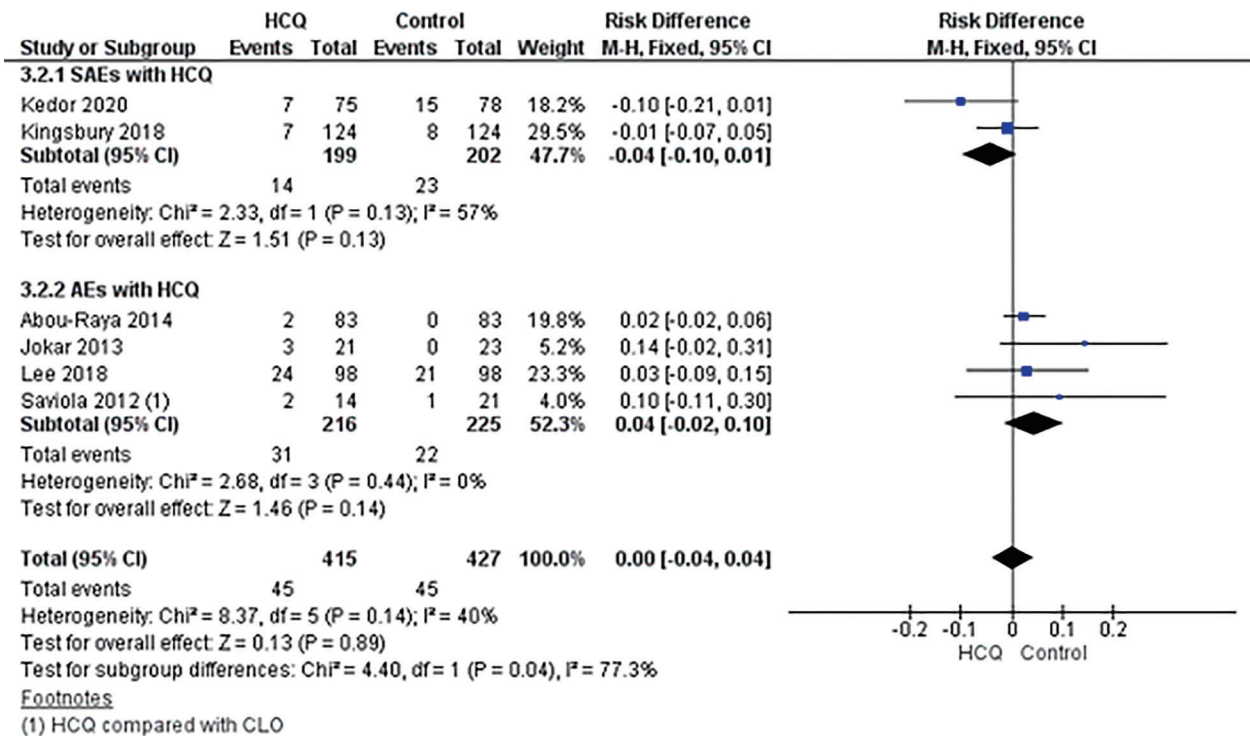 HCQ Control Risk Difference Risk Difference
Study or Subgroup Events Total Events Total Weight M-H, Fixed, 95% CI M-H, Fixed, 95% CI
3.2.1 SAEs with HCQ
Kedor 2020 7 75 15 78 18.2% -0.10 [-0.21, 0.01]
Kingsbury 2018 7 124 8 124 29.5% -0.01 [-0.07, 0.05]
Subtotal (95% CI) 199 202 47.7% -0.04 [-0.10, 0.01]
Total events 14 23
Heterogeneity: Chi² = 2.33, df = 1 (P = 0.13); I² = 57%
Test for overall effect: Z = 1.51 (P = 0.13)
3.2.2 AEs with HCQ
Abou-Raya 2014 2 83 0 83 19.8% 0.02 [-0.02, 0.06]
Jokar 2013 3 21 0 23 5.2% 0.14 [-0.02, 0.31]
Lee 2018 24 98 21 98 23.3% 0.03 [-0.09, 0.15]
Saviola 2012 (1) 2 14 1 21 4.0% 0.10 [-0.11, 0.30]
Subtotal (95% CI) 216 225 52.3% 0.04 [-0.02, 0.10]
Total events 31 22
Heterogeneity: Chi² = 2.68, df = 3 (P = 0.44); I² = 0%
Test for overall effect: Z = 1.46 (P = 0.14)
Total (95% CI) 415 427 100.0% 0.00 [-0.04, 0.04]
Total events 45 45
Heterogeneity: Chi² = 8.37, df = 5 (P = 0.14); I² = 40%
Test for overall effect: Z = 0.13 (P = 0.89)
Test for subgroup differences: Chi² = 4.40, df = 1 (P = 0.04), I² = 77.3%
-0.2 -0.1 0 0.1 0.2
HCQ Control
Footnotes
(1) HCQ compared with CLO